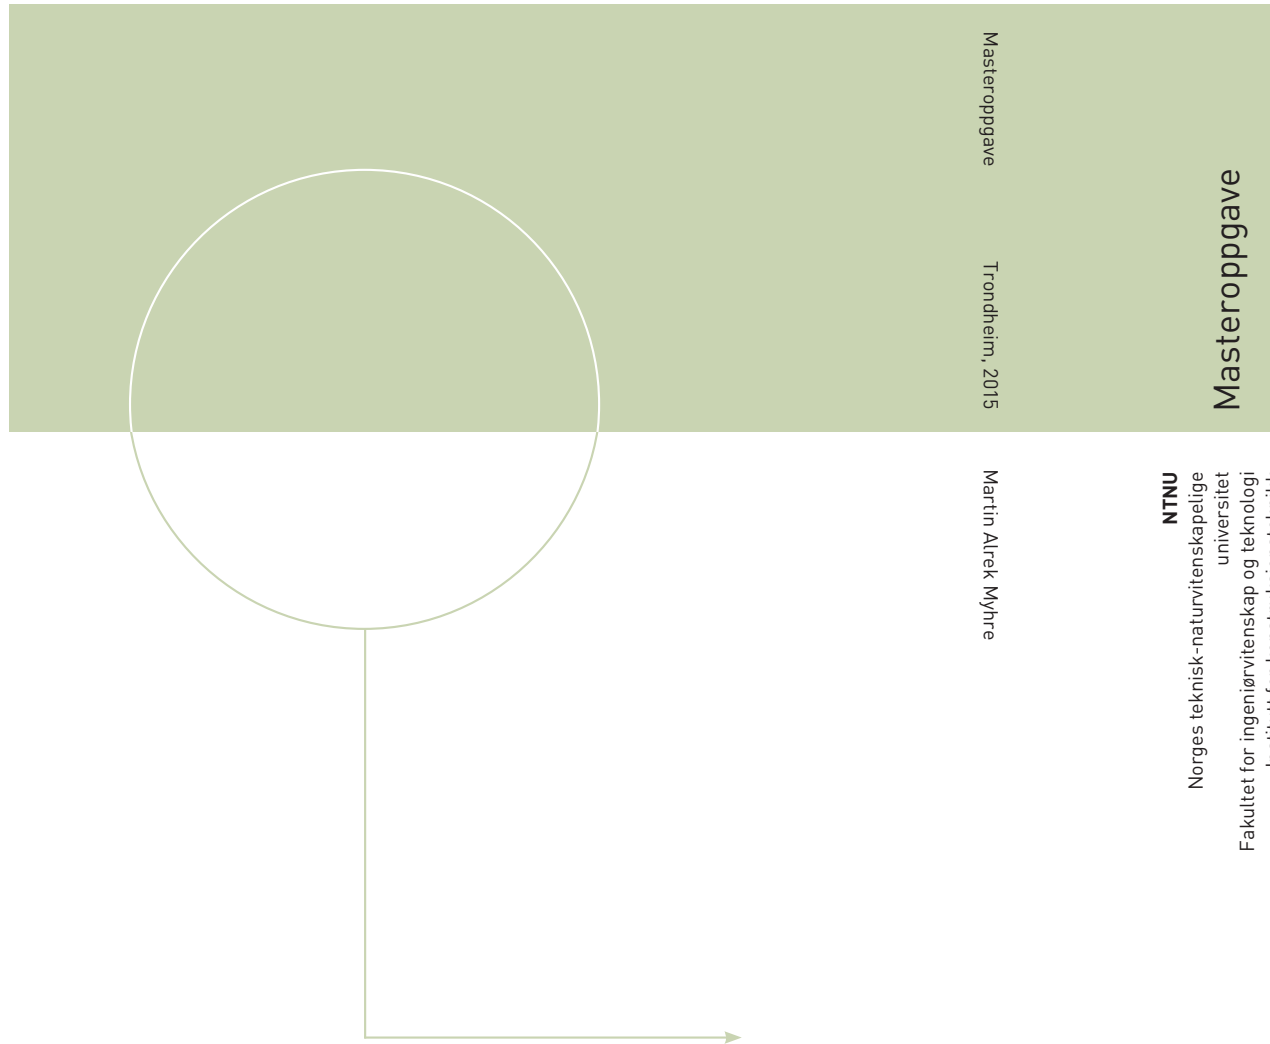 Masteroppgave
Trondheim, 2015
Martin Alrek Myhre
Masteroppgave
NTNU
Norges teknisk-naturvitenskapelige
universitet
Fakultet for ingeniørvitenskap og teknologi